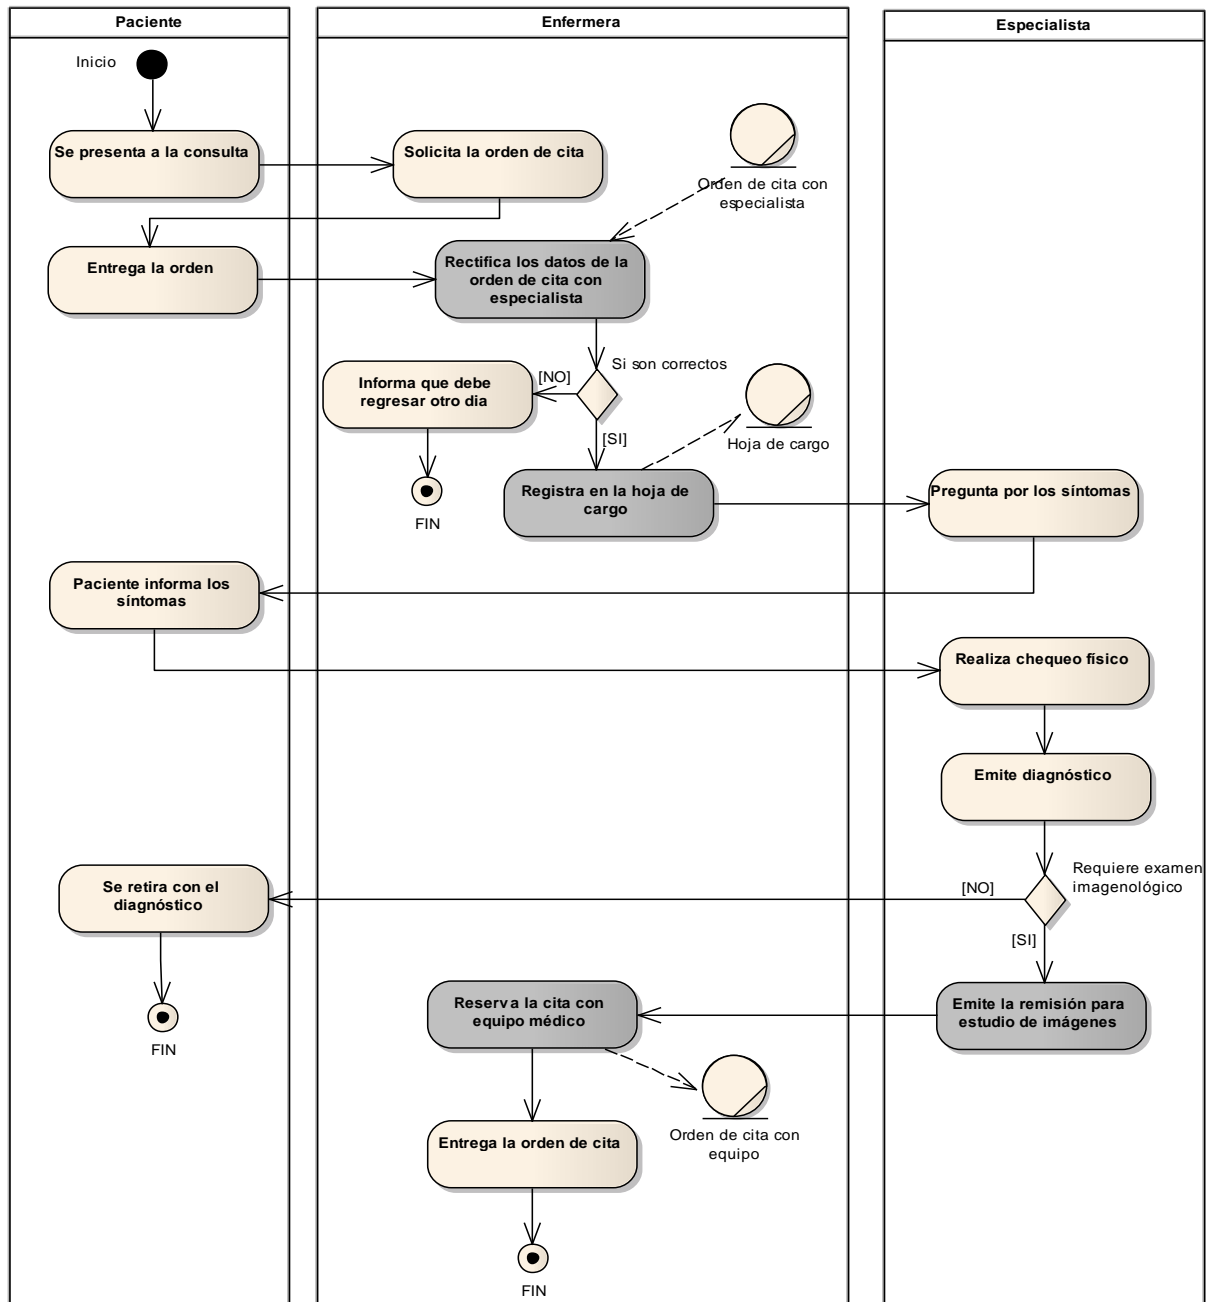 Paciente
Enfermera
Especialista
Inicio
Se presenta a la consulta
Solicita la orden de cita
Orden de cita con
especialista
Entrega la orden
Rectifica los datos de la
orden de cita con
especialista
Si son correctos
[NO]
Informa que debe
regresar otro dia
[SI]
Hoja de cargo
FIN
Registra en la hoja de
cargo
Pregunta por los síntomas
Paciente informa los
síntomas
Realiza chequeo físico
Emite diagnóstico
Requiere examen
imagenológico
[NO]
Se retira con el
diagnóstico
[SI]
FIN
Reserva la cita con
equipo médico
Emite la remisión para
estudio de imágenes
Orden de cita con
equipo
Entrega la orden de cita
FIN